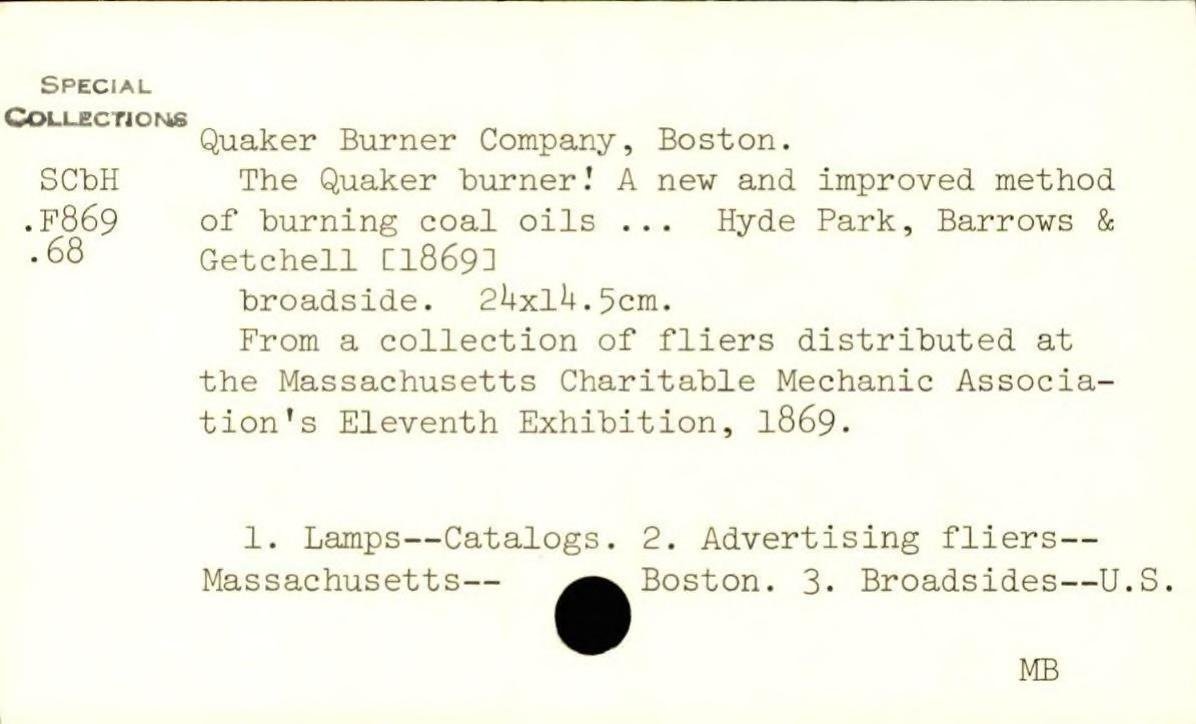 SPECIAL
COLLECTIONS
Quaker Burner Company, Boston.
SCbH The Quaker burner! A new and improved method
.F869 of burning coal oils ... Hyde Park, Barrows &
.68 Getchell [1869]
broadside. 24x14.5cm.
From a collection of fliers distributed at
the Massachusetts Charitable Mechanic Associa-
tion's Eleventh Exhibition, 1869.
1. Lamps--Catalogs. 2. Advertising fliers--
Massachusetts-- Boston. 3. Broadsides--U.S.
MB